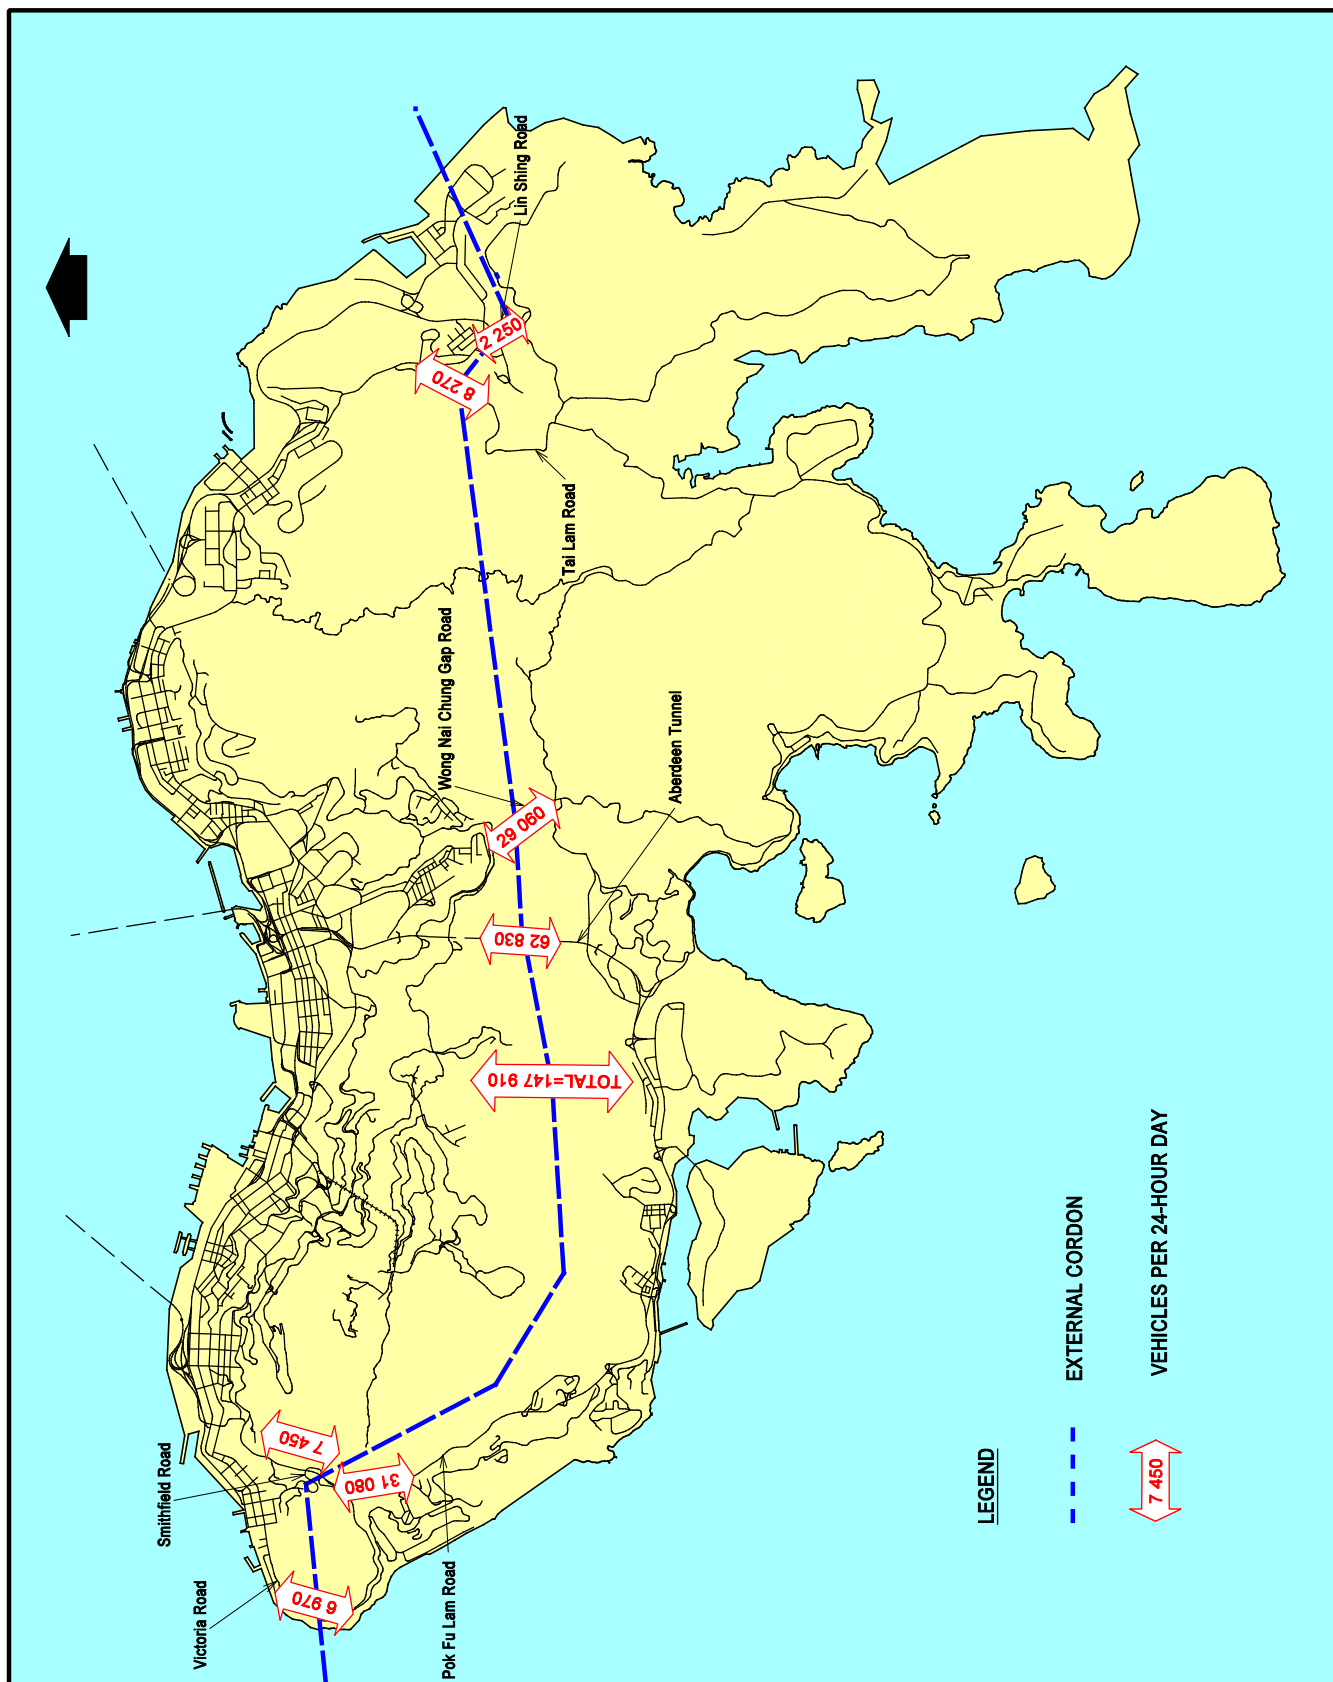 Lin Shing Road
2 250
8 270
Tai Lam Road
Wong Nai Chung Gap Road
29 060
Aberdeen Tunnel
62 830
TOTAL=147 910
Smithfield Road
7 450
31 080
Victoria Road
6 970
Pok Fu Lam Road
LEGEND
EXTERNAL CORDON
7 450
VEHICLES PER 24-HOUR DAY